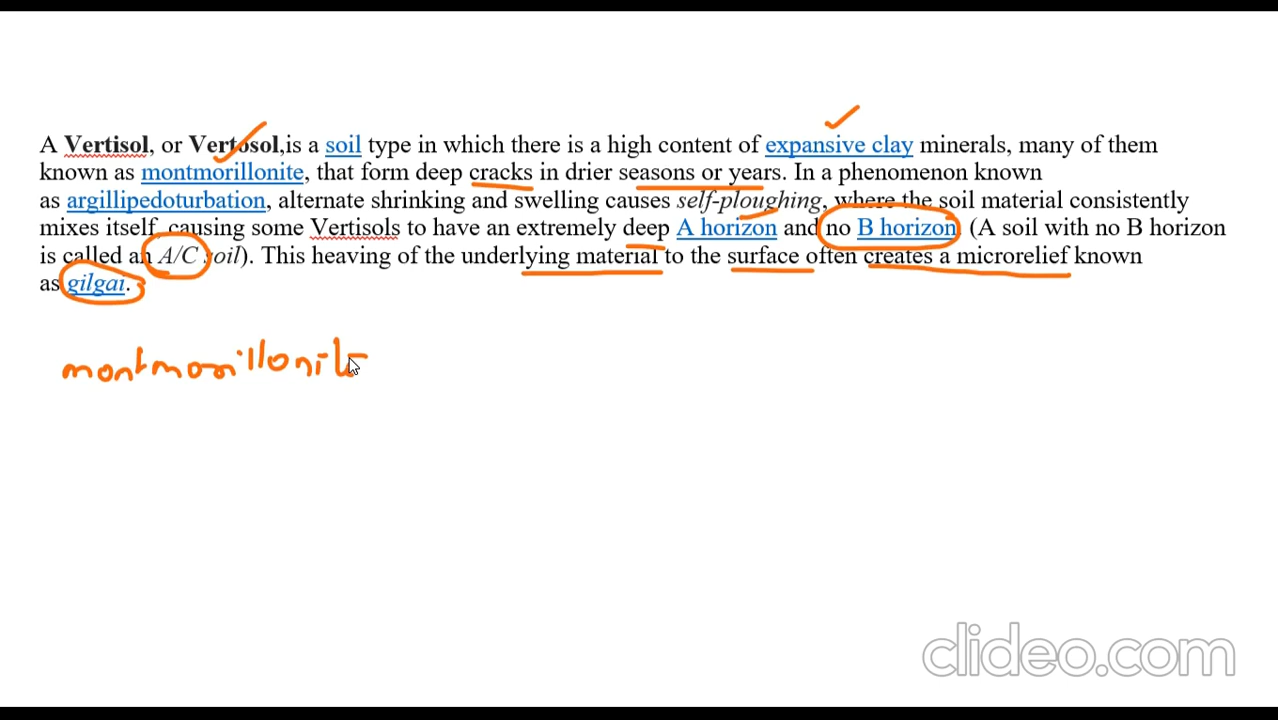 A Vertisol, or Vertosol,is a soil type in which there is a high content of expansive clay minerals, many of them
known as montmorillonite, that form deep cracks in drier seasons or years. In a phenomenon known
as argillipedoturbation, alternate shrinking and swelling causes self-ploughing, where the soil material consistently
mixes itself, causing some Vertisols to have an extremely deep A horizon and no B horizon. (A soil with no B horizon
is called an A/C soil). This heaving of the underlying material to the surface often creates a microrelief known
as gilgai.
montmorillonite
clideo.com